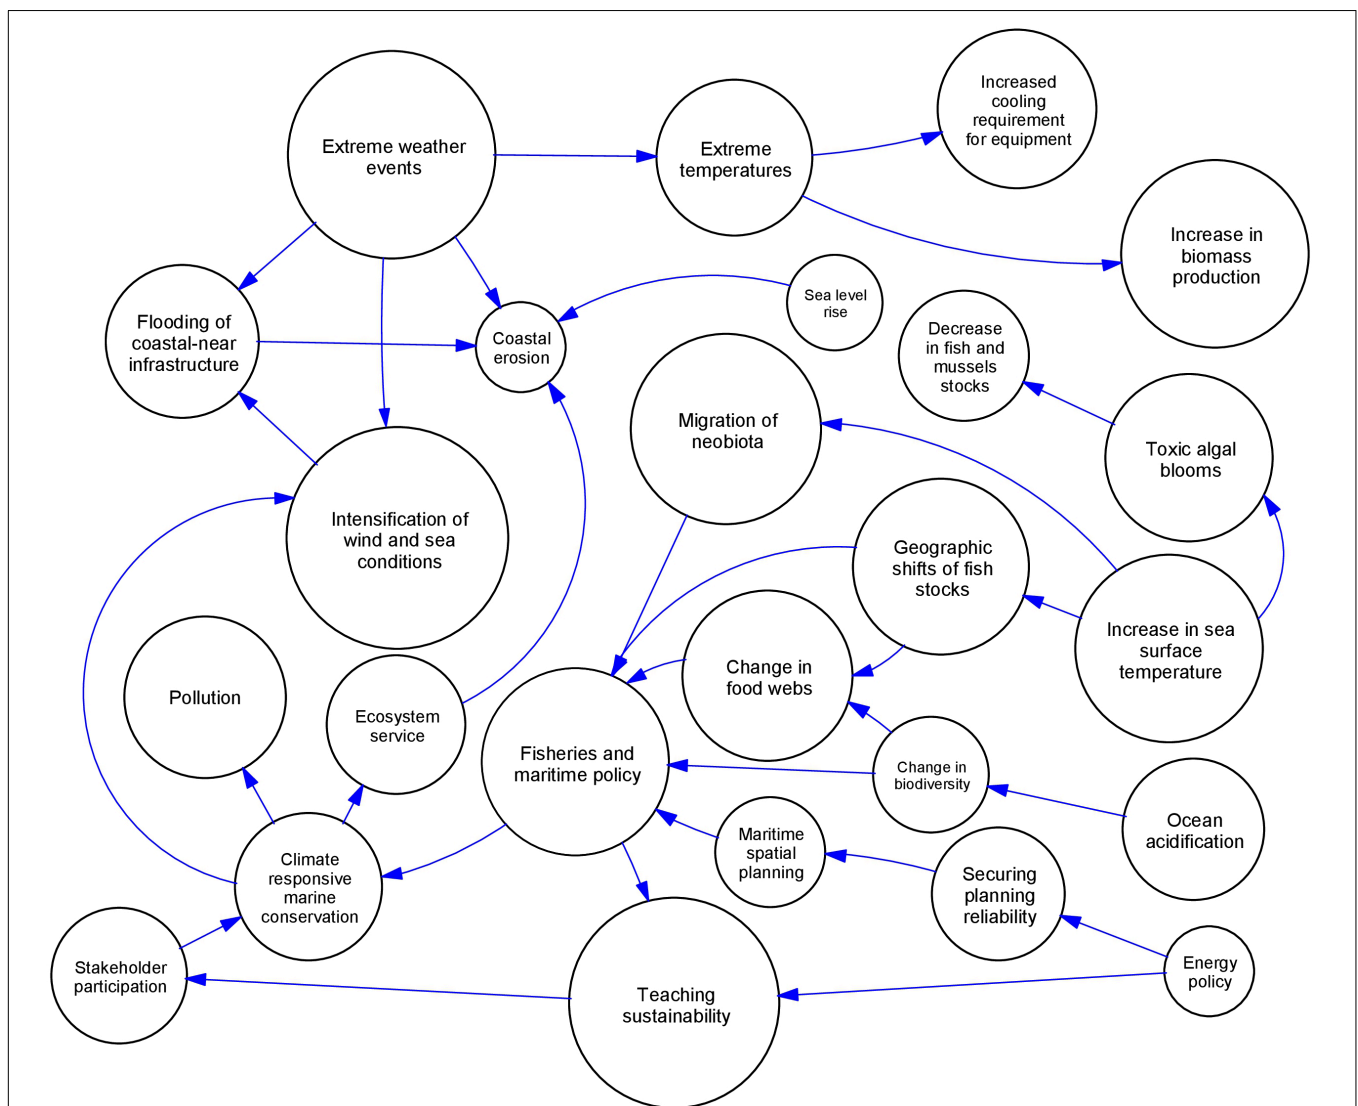 Increased
cooling
requirement
for equipment
Extreme weather
events
Extreme
temperatures
Increase in
biomass
production
Sea level
rise
Flooding of
coastal-near
infrastructure
Coastal
erosion
Decrease
in fish and
mussels
stocks
Migration of
neobiota
Toxic algal
blooms
Intensification of
wind and sea
conditions
Geographic
shifts of fish
stocks
Increase in sea
surface
temperature
Change in
food webs
Pollution
Ecosystem
service
Fisheries and
maritime policy
Change in
biodiversity
Ocean
acidification
Maritime
spatial
planning
Climate
responsive
marine
conservation
Securing
planning
reliability
Stakeholder
participation
Energy
policy
Teaching
sustainability